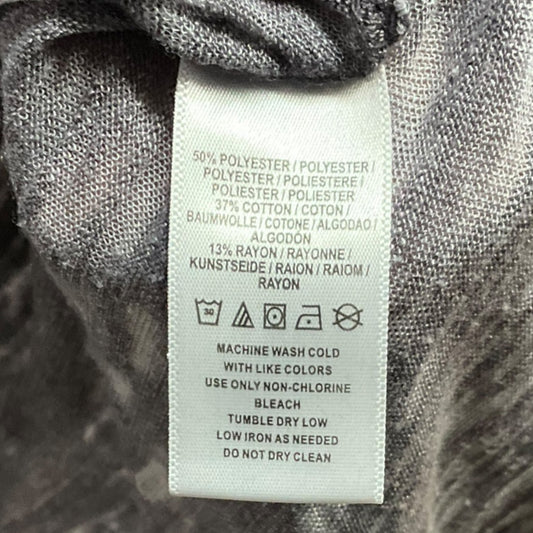 50% POLYESTER / POLYESTER /
POLYESTER / POLIESTERE /
POLIESTER / POLIESTER
37% COTTON / COTON /
BAUMWOLLE / COTONE / ALGODAO /
ALGODÓN
13% RAYON / RAYONNE /
KUNSTSEIDE / RAION / RAIOM /
RAYON
30
MACHINE WASH COLD
WITH LIKE COLORS
USE ONLY NON-CHLORINE
BLEACH
TUMBLE DRY LOW
LOW IRON AS NEEDED
DO NOT DRY CLEAN